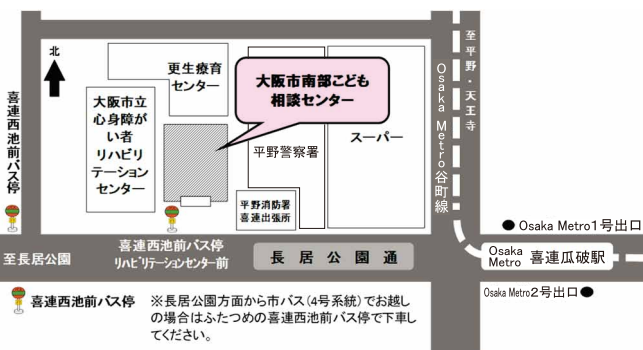 北
更生療育
センター
大阪市南部こども
相談センター
大阪市立
心身障がい者
リハビリ
テーション
センター
平野警察署
スーパー
平野消防署
喜連出張所
喜連西池前バス停
Osaka Metro谷町線
至平野・天王寺
喜連西池前バス停
リハビリテーションセンター前
至長居公園
長居公園通
● Osaka Metro1号出口
Osaka
Metro 喜連瓜破駅
Osaka Metro2号出口●
喜連西池前バス停
※長居公園方面から市バス(4号系統)でお越し
の場合はふたつめの喜連西池前バス停で下車し
てください。